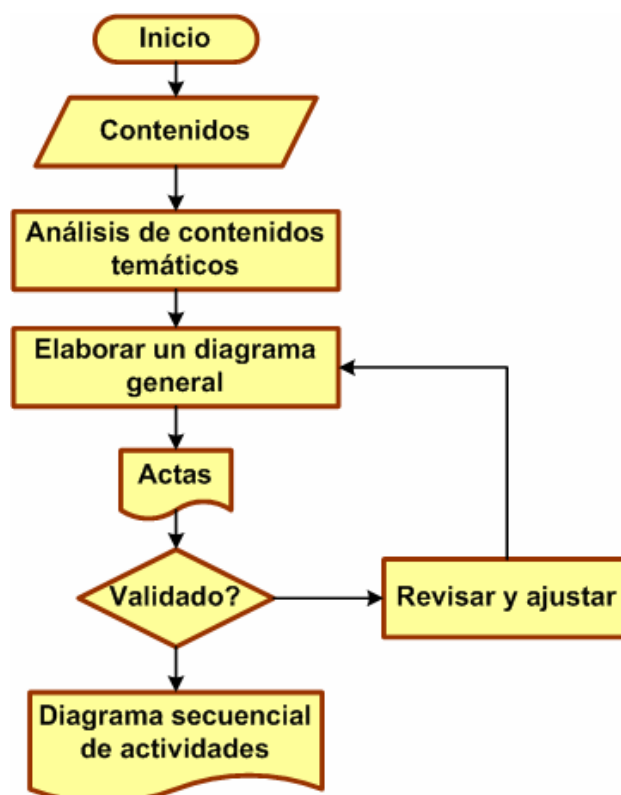 Inicio
Contenidos
Análisis de contenidos
temáticos
Elaborar un diagrama
general
Actas
Validado?
Revisar y ajustar
Diagrama secuencial
de actividades